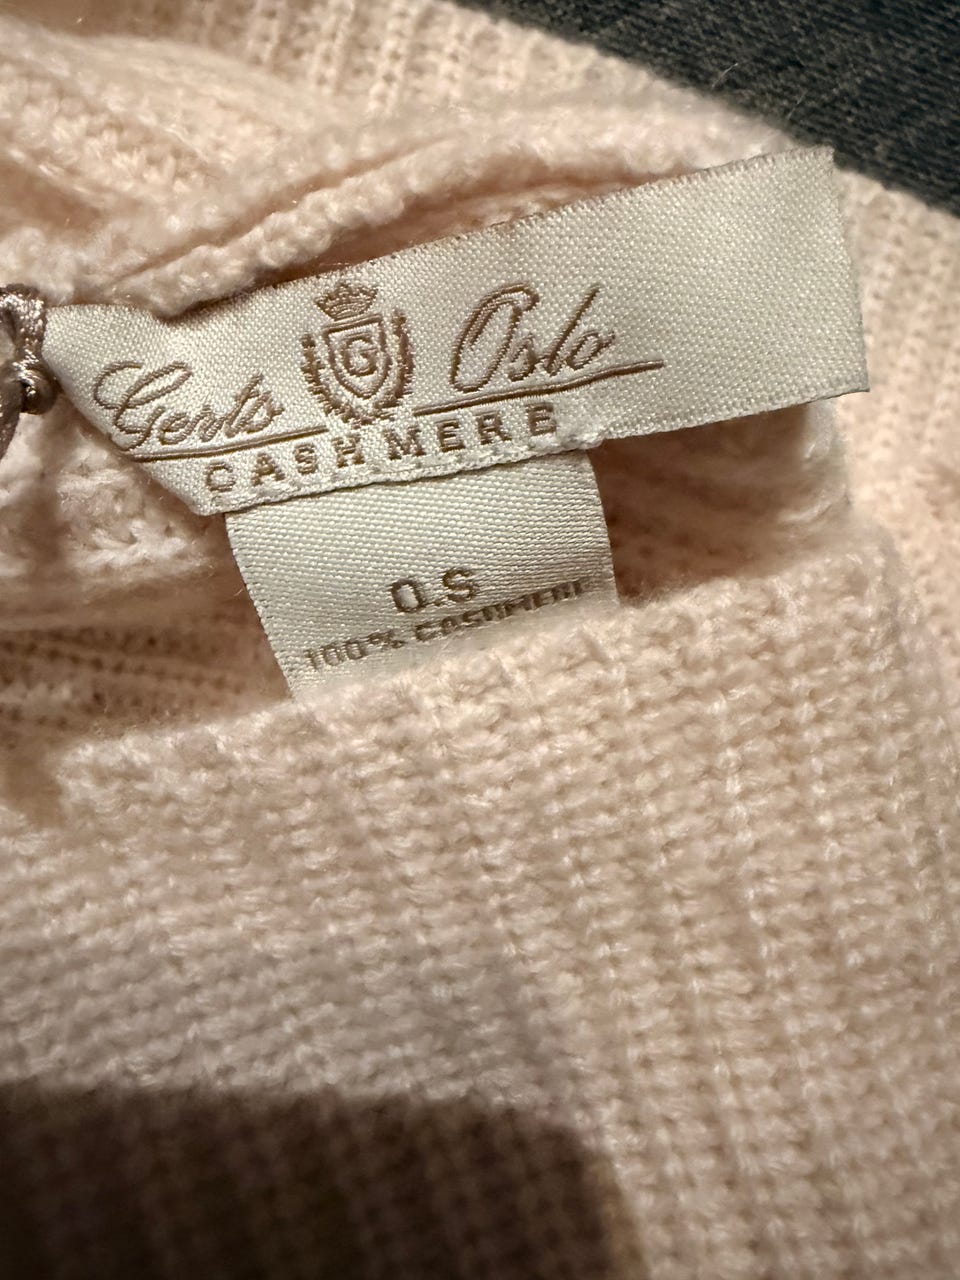 Gerts G Oslo
CASHMERE
O.S
100% CASHMERE